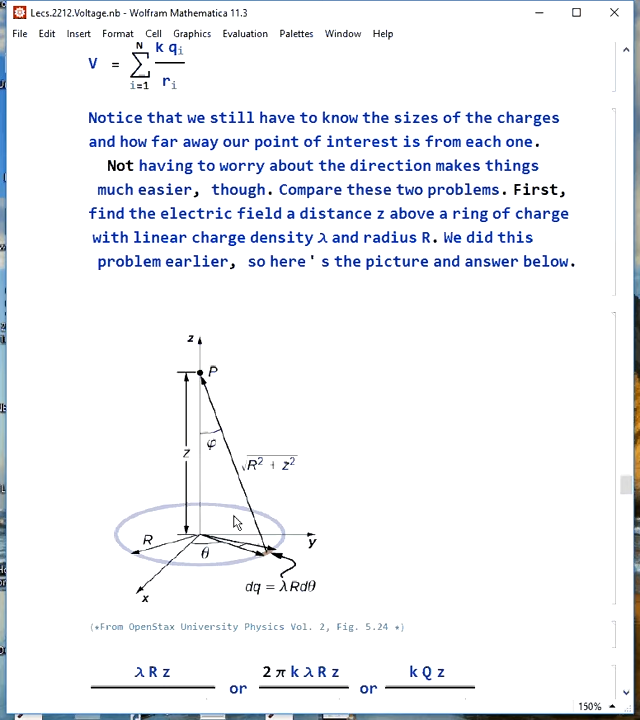 Lecs.2212.Voltage.nb - Wolfram Mathematica 11.3
File Edit Insert Format Cell Graphics Evaluation Palettes Window Help
V = N ∑ i=1 k qi / ri
Notice that we still have to know the sizes of the charges
and how far away our point of interest is from each one.
Not having to worry about the direction makes things
much easier, though. Compare these two problems. First,
find the electric field a distance z above a ring of charge
with linear charge density λ and radius R. We did this
problem earlier, so here's the picture and answer below.
z
P
φ
z
√R² + z²
R
θ
y
x
dq = λRdθ
(*From OpenStax University Physics Vol. 2, Fig. 5.24 *)
λ R z or 2 π k λ R z or k Q z
150%